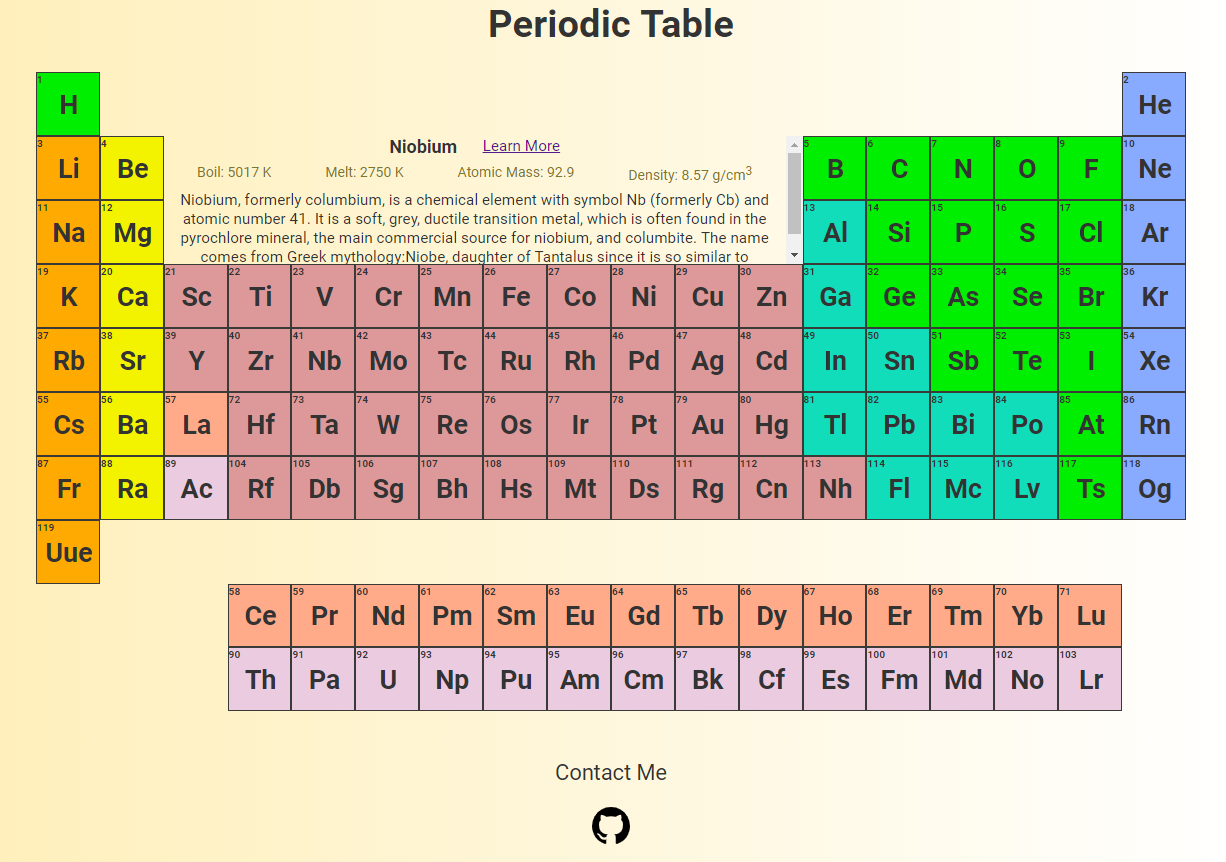 Periodic Table
1 H 2 He
3 Li 4 Be 5 B 6 C 7 N 8 O 9 F 10 Ne
Niobium Learn More
Boil: 5017 K Melt: 2750 K Atomic Mass: 92.9 Density: 8.57 g/cm3
Niobium, formerly columbium, is a chemical element with symbol Nb (formerly Cb) and
atomic number 41. It is a soft, grey, ductile transition metal, which is often found in the
pyrochlore mineral, the main commercial source for niobium, and columbite. The name
comes from Greek mythology:Niobe, daughter of Tantalus since it is so similar to
11 Na 12 Mg 13 Al 14 Si 15 P 16 S 17 Cl 18 Ar
19 K 20 Ca 21 Sc 22 Ti 23 V 24 Cr 25 Mn 26 Fe 27 Co 28 Ni 29 Cu 30 Zn 31 Ga 32 Ge 33 As 34 Se 35 Br 36 Kr
37 Rb 38 Sr 39 Y 40 Zr 41 Nb 42 Mo 43 Tc 44 Ru 45 Rh 46 Pd 47 Ag 48 Cd 49 In 50 Sn 51 Sb 52 Te 53 I 54 Xe
55 Cs 56 Ba 57 La 72 Hf 73 Ta 74 W 75 Re 76 Os 77 Ir 78 Pt 79 Au 80 Hg 81 Tl 82 Pb 83 Bi 84 Po 85 At 86 Rn
87 Fr 88 Ra 89 Ac 104 Rf 105 Db 106 Sg 107 Bh 108 Hs 109 Mt 110 Ds 111 Rg 112 Cn 113 Nh 114 Fl 115 Mc 116 Lv 117 Ts 118 Og
119 Uue
58 Ce 59 Pr 60 Nd 61 Pm 62 Sm 63 Eu 64 Gd 65 Tb 66 Dy 67 Ho 68 Er 69 Tm 70 Yb 71 Lu
90 Th 91 Pa 92 U 93 Np 94 Pu 95 Am 96 Cm 97 Bk 98 Cf 99 Es 100 Fm 101 Md 102 No 103 Lr
Contact Me